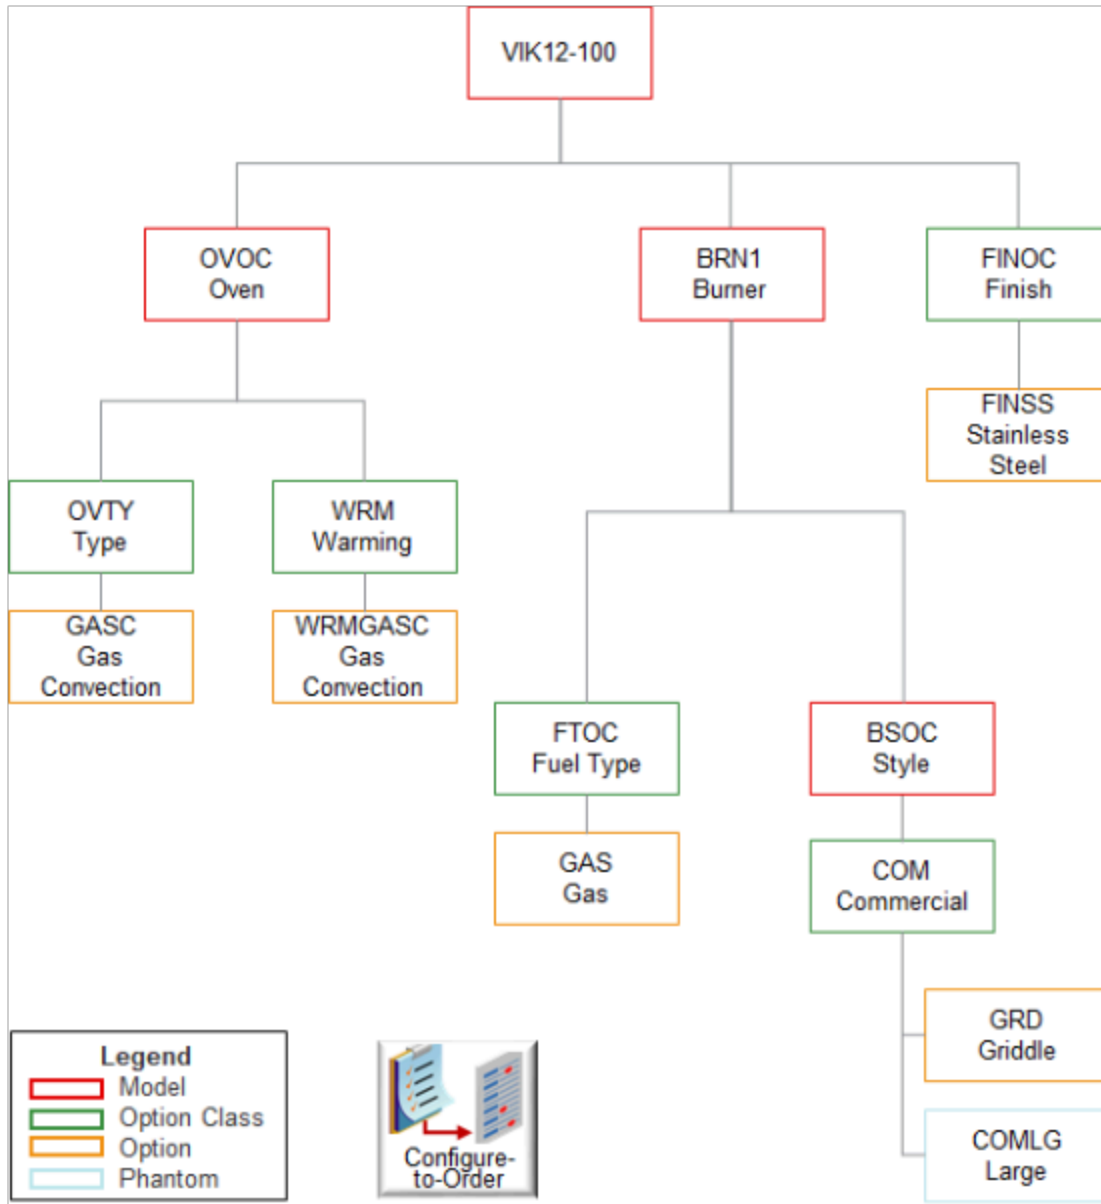 VIK12-100
OVOC
Oven
BRN1
Burner
FINOC
Finish
FINSS
Stainless
Steel
OVTY
Type
WRM
Warming
GASC
Gas
Convection
WRMGASC
Gas
Convection
FTOC
Fuel Type
BSOC
Style
GAS
Gas
COM
Commercial
GRD
Griddle
COMLG
Large
Legend
Model
Option Class
Option
Phantom
Configure-
to-Order